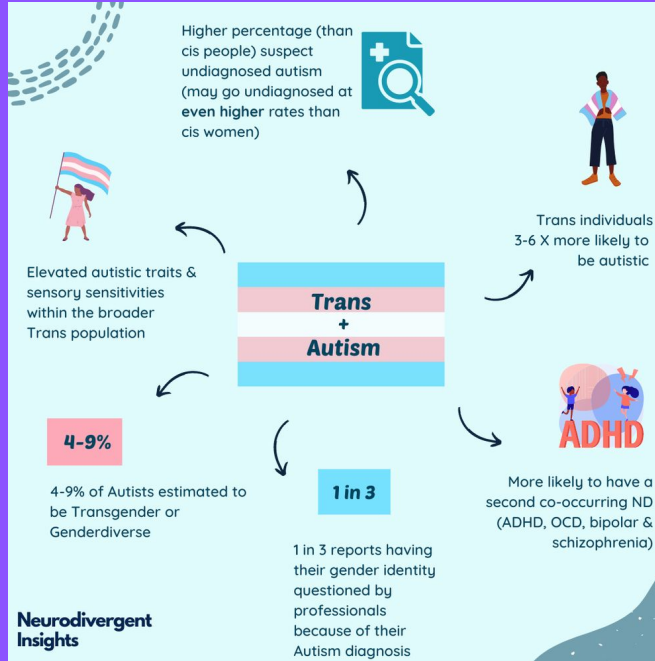 Higher percentage (than
cis people) suspect
undiagnosed autism
(may go undiagnosed at
even higher rates than
cis women)
Trans individuals
3-6 X more likely to
be autistic
Elevated autistic traits &
sensory sensitivities
within the broader
Trans population
Trans
+
Autism
4-9%
4-9% of Autists estimated to
be Transgender or
Genderdiverse
1 in 3
1 in 3 reports having
their gender identity
questioned by
professionals
because of their
Autism diagnosis
ADHD
More likely to have a
second co-occurring ND
(ADHD, OCD, bipolar &
schizophrenia)
Neurodivergent
Insights